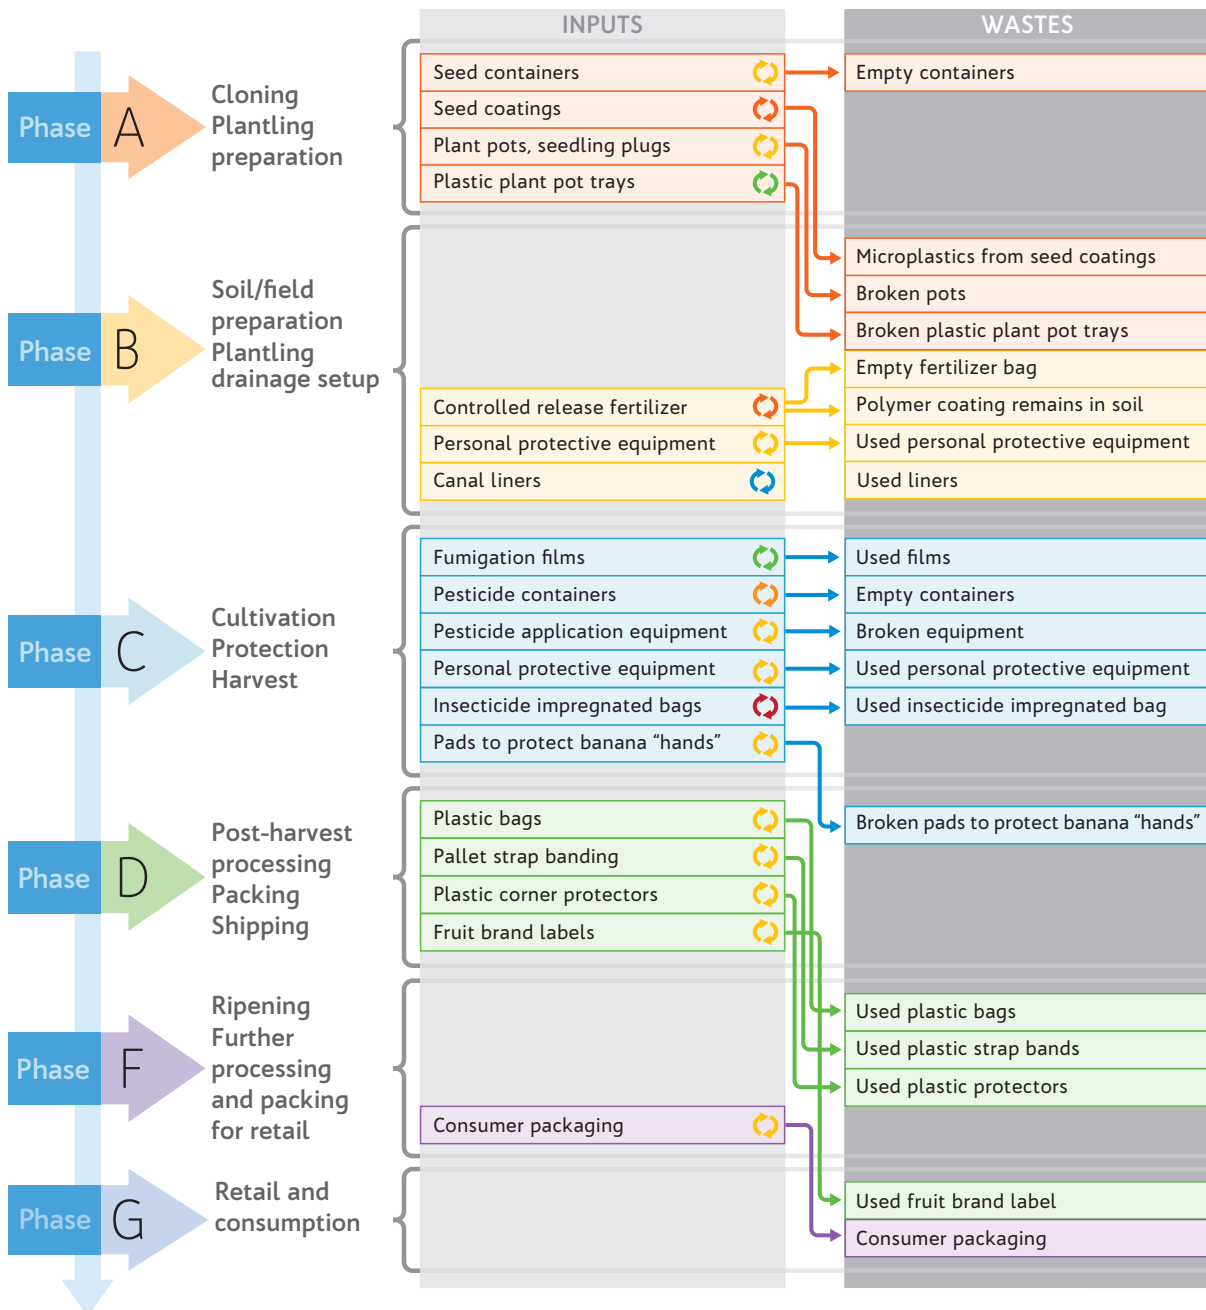 INPUTS
WASTES
Phase A
Cloning
Plantling
preparation
Seed containers
Empty containers
Seed coatings
Plant pots, seedling plugs
Plastic plant pot trays
Phase B
Soil/field
preparation
Plantling
drainage setup
Microplastics from seed coatings
Broken pots
Broken plastic plant pot trays
Empty fertilizer bag
Controlled release fertilizer
Polymer coating remains in soil
Personal protective equipment
Used personal protective equipment
Canal liners
Used liners
Phase C
Cultivation
Protection
Harvest
Fumigation films
Used films
Pesticide containers
Empty containers
Pesticide application equipment
Broken equipment
Personal protective equipment
Used personal protective equipment
Insecticide impregnated bags
Used insecticide impregnated bag
Pads to protect banana “hands”
Phase D
Post-harvest
processing
Packing
Shipping
Plastic bags
Broken pads to protect banana “hands”
Pallet strap banding
Plastic corner protectors
Fruit brand labels
Phase F
Ripening
Further
processing
and packing
for retail
Used plastic bags
Used plastic strap bands
Used plastic protectors
Consumer packaging
Phase G
Retail and
consumption
Used fruit brand label
Consumer packaging